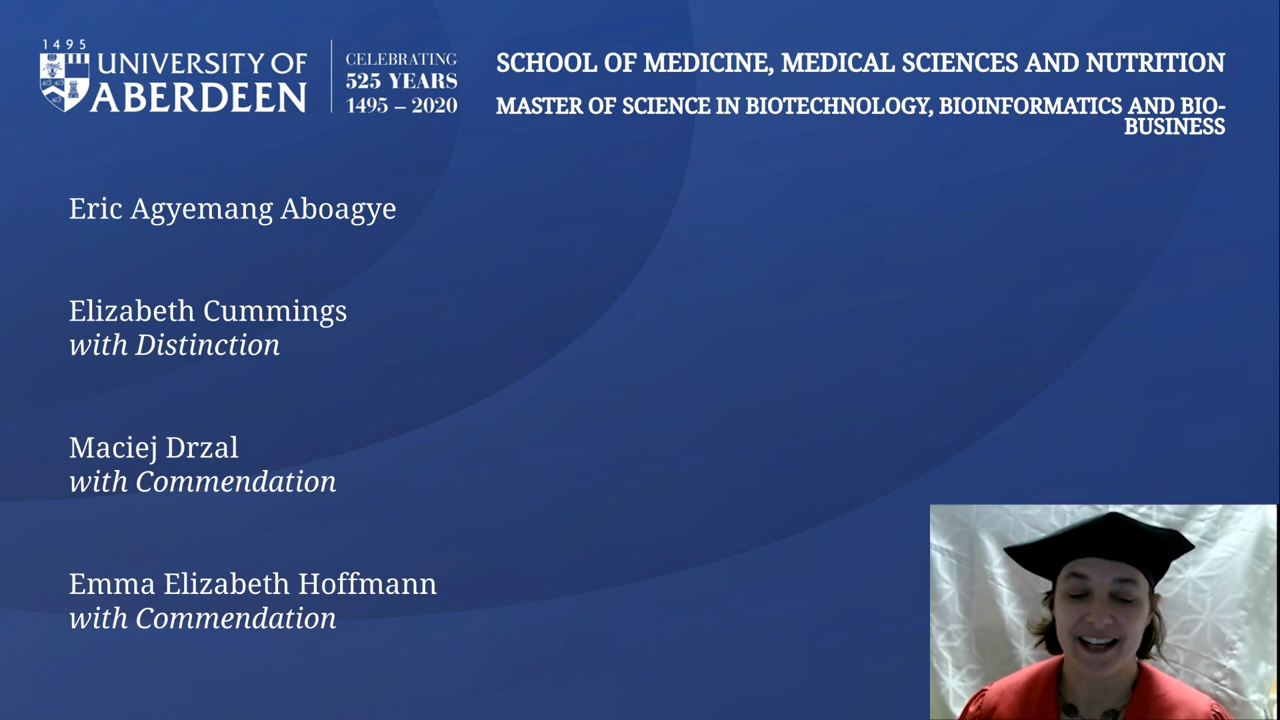 1495
UNIVERSITY OF
ABERDEEN
CELEBRATING
525 YEARS
1495 – 2020
SCHOOL OF MEDICINE, MEDICAL SCIENCES AND NUTRITION
MASTER OF SCIENCE IN BIOTECHNOLOGY, BIOINFORMATICS AND BIO-
BUSINESS
Eric Agyemang Aboagye
Elizabeth Cummings
with Distinction
Maciej Drzal
with Commendation
Emma Elizabeth Hoffmann
with Commendation